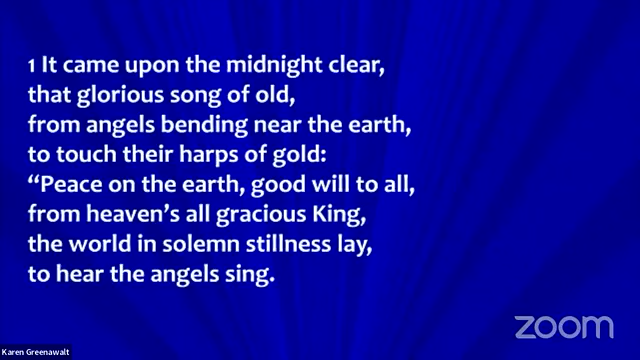 1 It came upon the midnight clear,
that glorious song of old,
from angels bending near the earth,
to touch their harps of gold:
“Peace on the earth, good will to all,
from heaven’s all gracious King,
the world in solemn stillness lay,
to hear the angels sing.
zoom
Karen Greenawalt